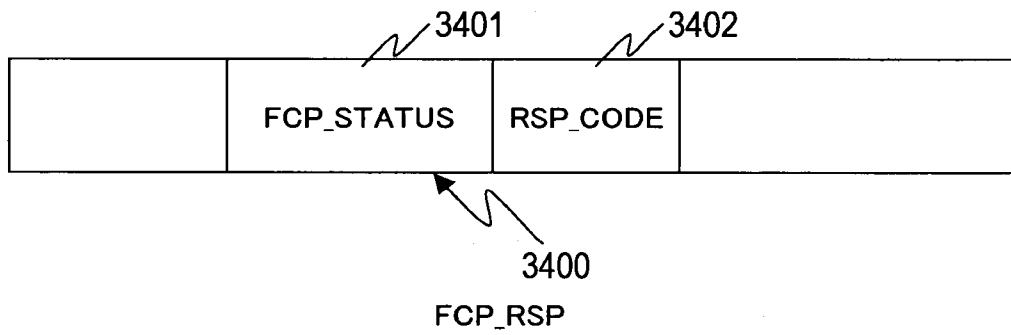 3401
3402
FCP_STATUS
RSP_CODE
3400
FCP_RSP